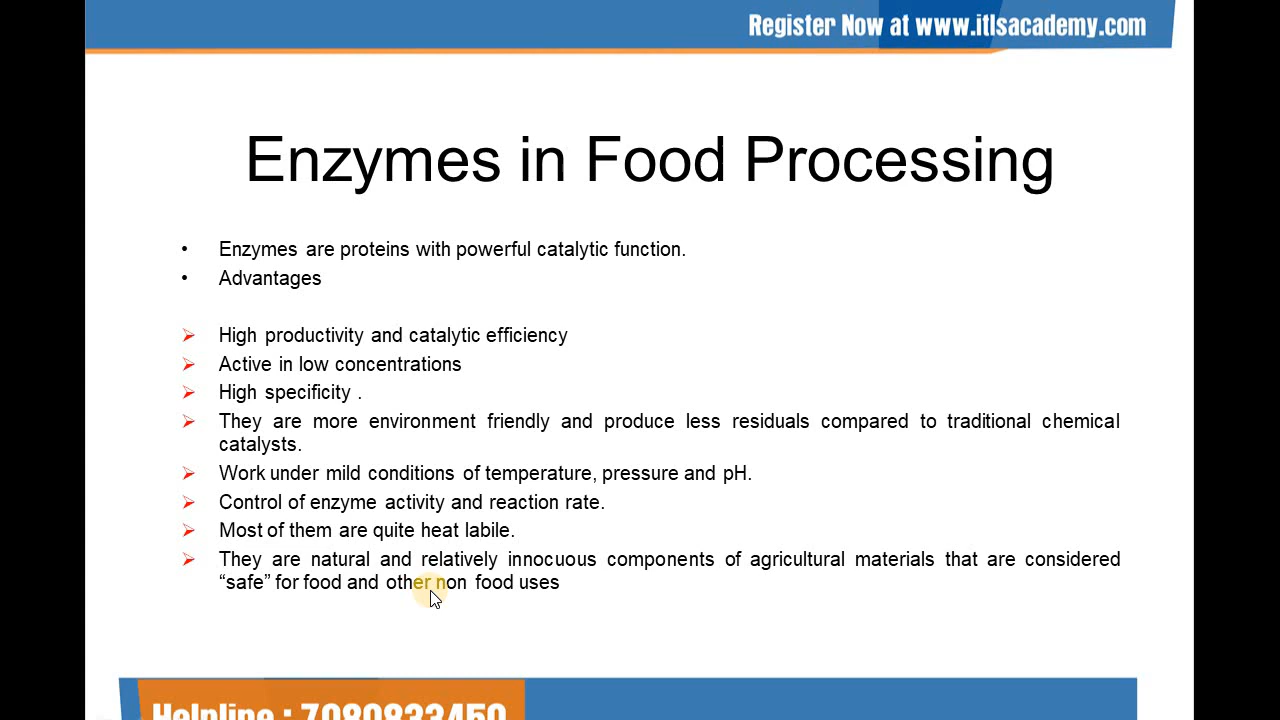 Register Now at www.itlsacademy.com
Enzymes in Food Processing
• Enzymes are proteins with powerful catalytic function.
• Advantages
➢ High productivity and catalytic efficiency
➢ Active in low concentrations
➢ High specificity .
➢ They are more environment friendly and produce less residuals compared to traditional chemical
catalysts.
➢ Work under mild conditions of temperature, pressure and pH.
➢ Control of enzyme activity and reaction rate.
➢ Most of them are quite heat labile.
➢ They are natural and relatively innocuous components of agricultural materials that are considered
“safe” for food and other non food uses
Helpline : 7080833450